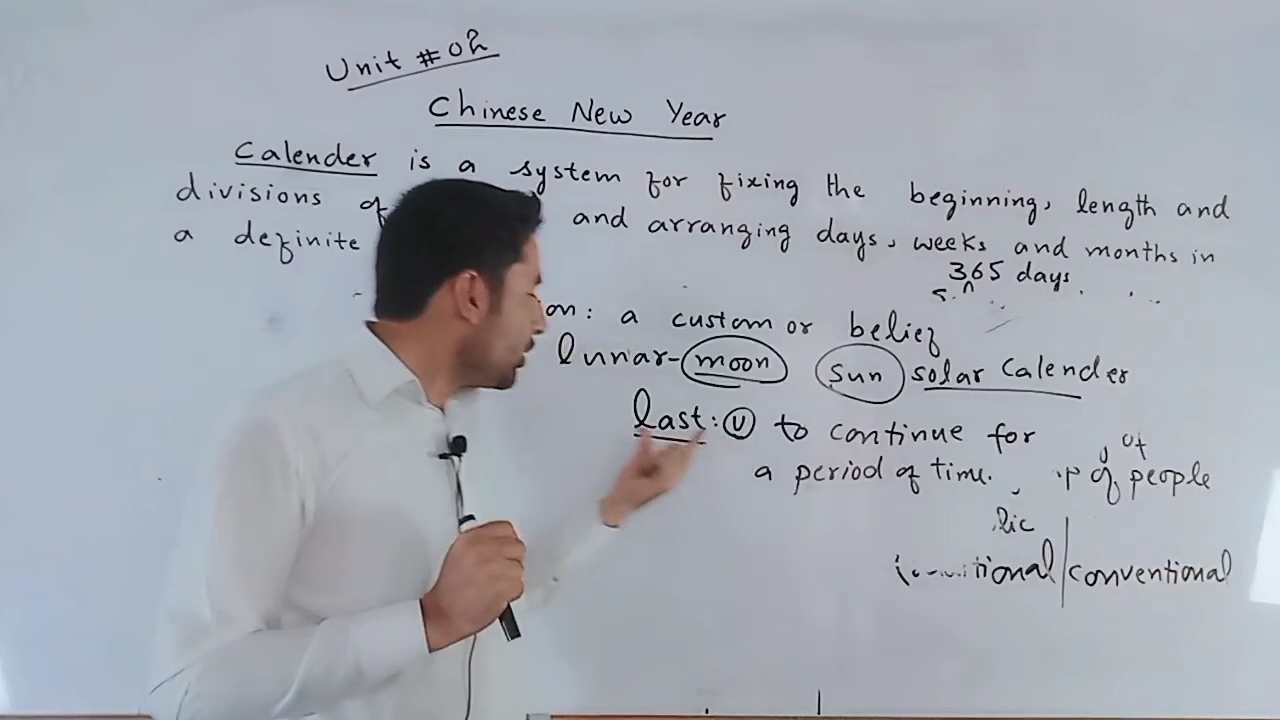 Unit #02
Chinese New Year
Calender is a system for fixing the beginning, length and
divisions of and arranging days, weeks and months in
a definite
365 days
on: a custom or belief
lunar-moon sun solar Calender
last: v to continue for
a period of time.
of people
conventional